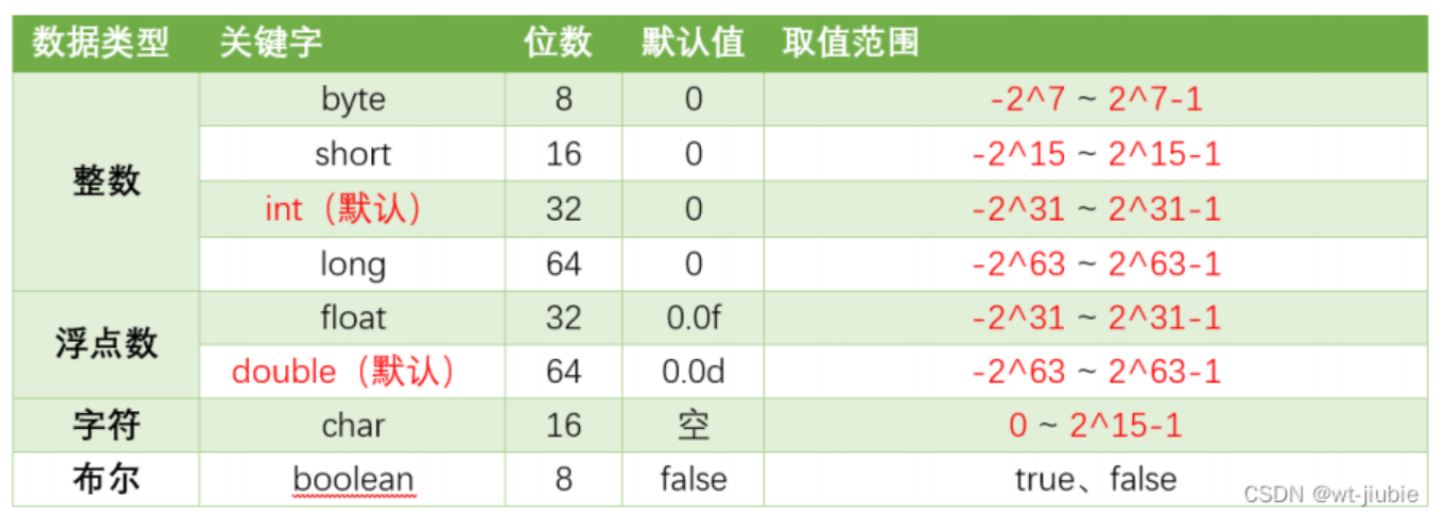 数据类型 关键字 位数 默认值 取值范围
整数 byte 8 0 -2^7 ~ 2^7-1
short 16 0 -2^15 ~ 2^15-1
int（默认） 32 0 -2^31 ~ 2^31-1
long 64 0 -2^63 ~ 2^63-1
浮点数 float 32 0.0f -2^31 ~ 2^31-1
double（默认） 64 0.0d -2^63 ~ 2^63-1
字符 char 16 空 0 ~ 2^15-1
布尔 boolean 8 false true、false
CSDN @wt-jiubie